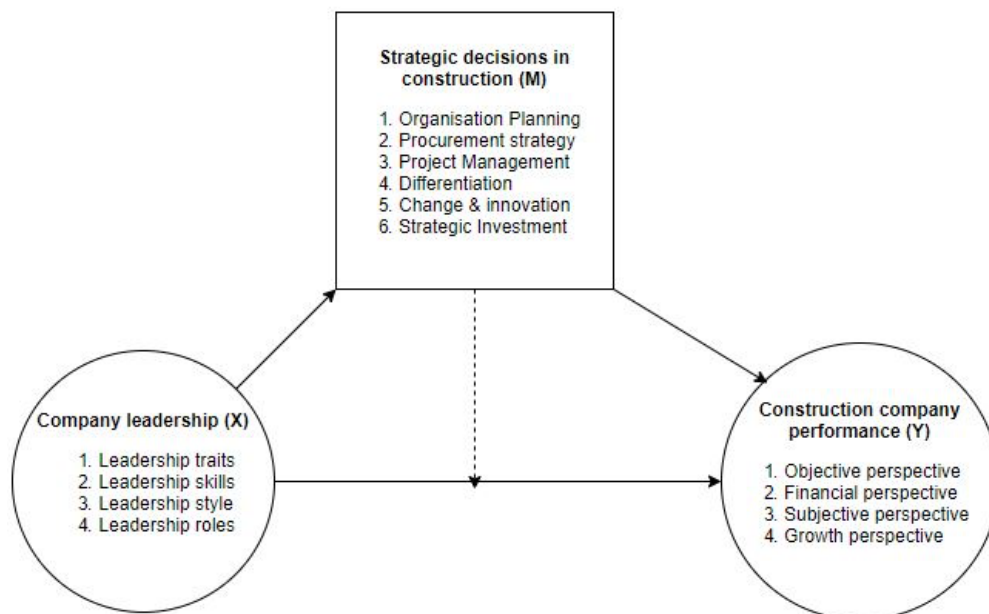 Strategic decisions in
construction (M)
1. Organisation Planning
2. Procurement strategy
3. Project Management
4. Differentiation
5. Change & innovation
6. Strategic Investment
Company leadership (X)
1. Leadership traits
2. Leadership skills
3. Leadership style
4. Leadership roles
Construction company
performance (Y)
1. Objective perspective
2. Financial perspective
3. Subjective perspective
4. Growth perspective